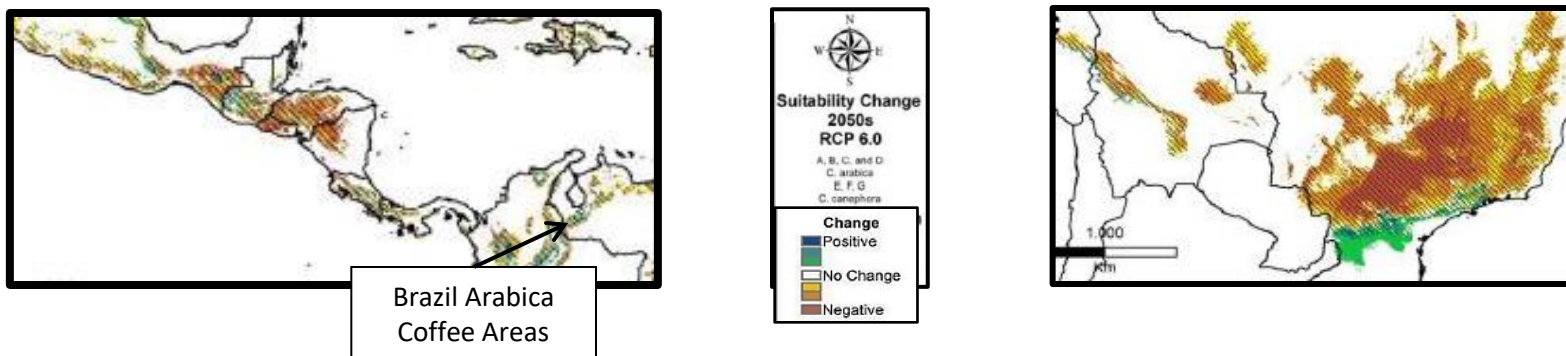 Brazil Arabica
Coffee Areas
N
W E
S
Suitability Change
2050s
RCP 6.0
A, B, C, and D
C. arabica
E, F, G
C. canephora
Change
Positive
No Change
Negative
1.000
Km